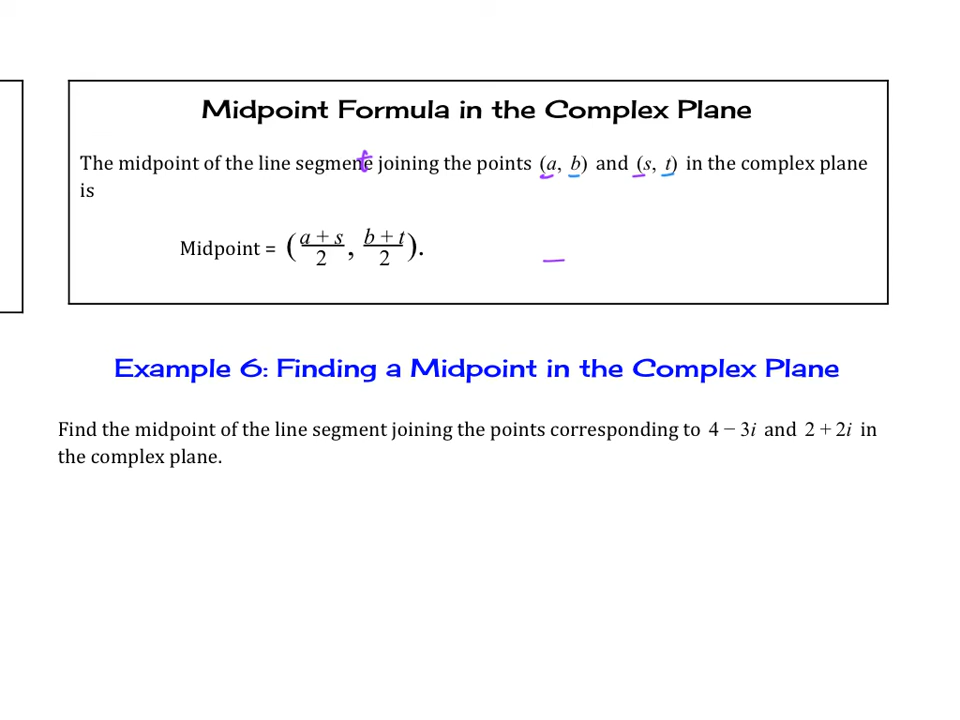 Midpoint Formula in the Complex Plane
The midpoint of the line segment joining the points (a, b) and (s, t) in the complex plane
is
Midpoint = (a + s / 2, b + t / 2).
Example 6: Finding a Midpoint in the Complex Plane
Find the midpoint of the line segment joining the points corresponding to 4 − 3i and 2 + 2i in
the complex plane.